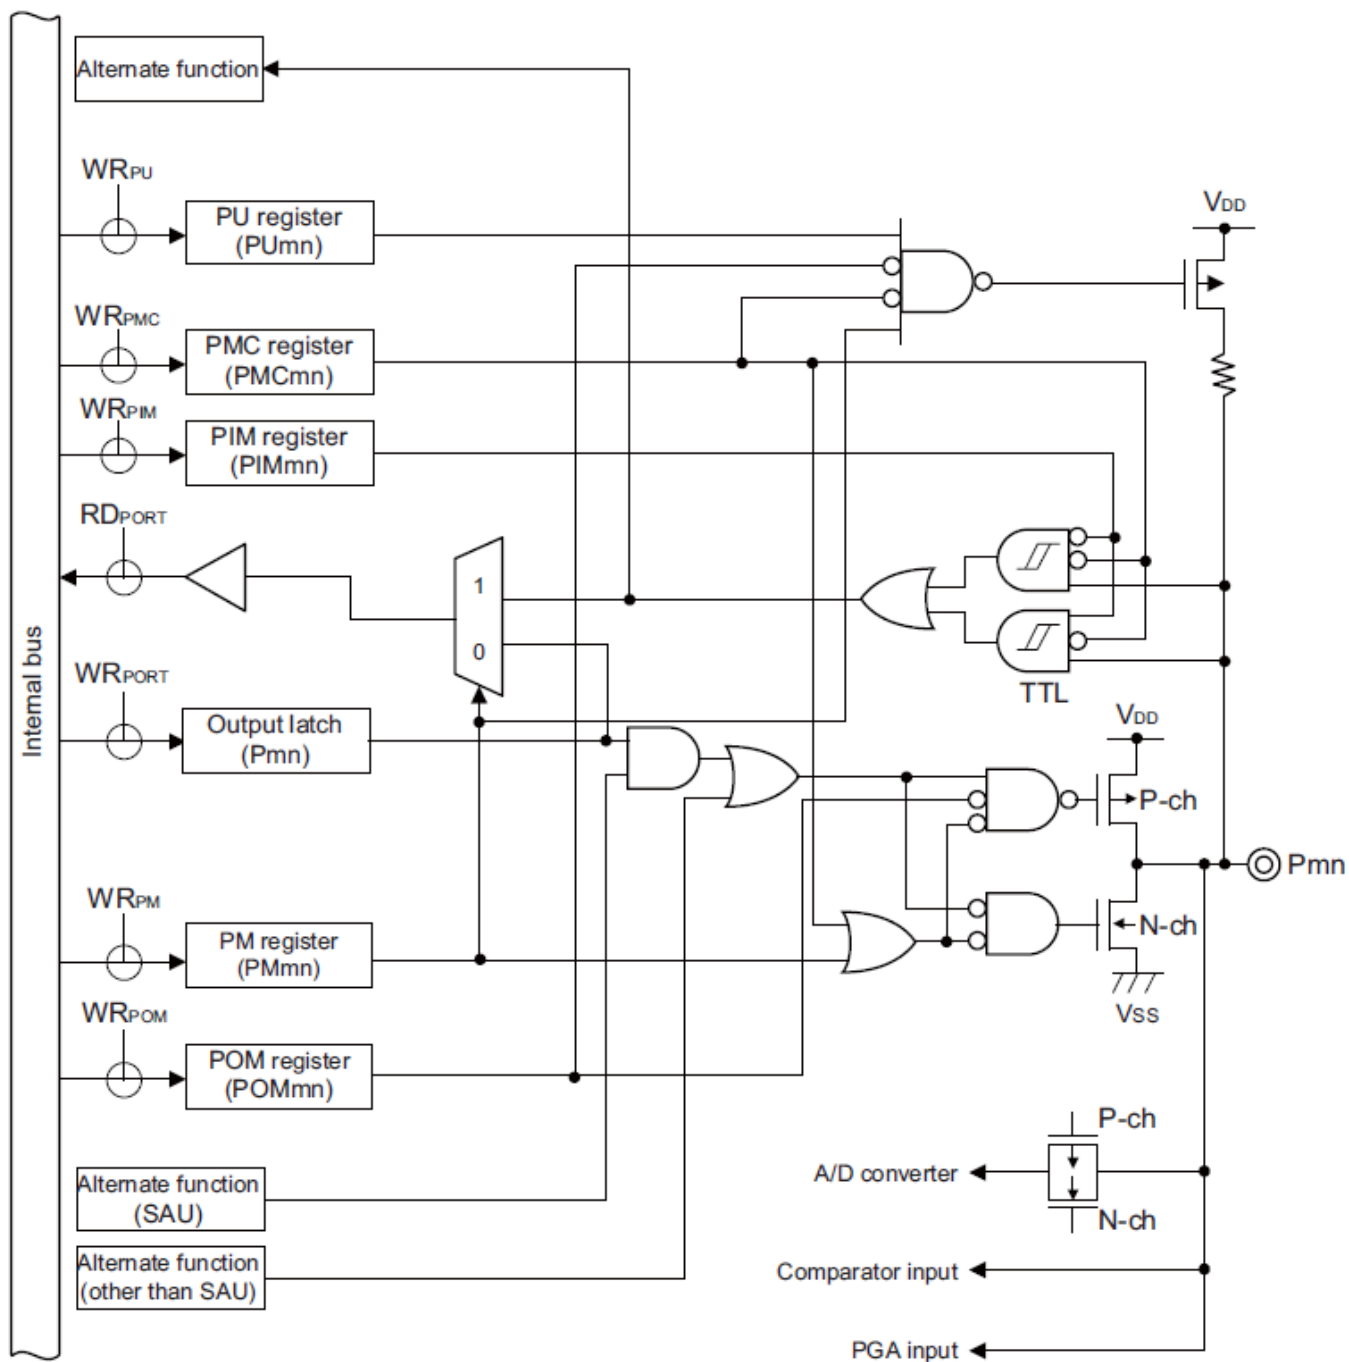 Alternate function
WRPU
PU register
(PUmn)
VDD
WRPMC
PMC register
(PMCmn)
WRPIM
PIM register
(PIMmn)
RDPORT
1
0
TTL
Internal bus
WRPORT
Output latch
(Pmn)
VDD
P-ch
Pmn
WRPM
PM register
(PMmn)
N-ch
VSS
WRPOM
POM register
(POMmn)
P-ch
A/D converter
N-ch
Alternate function
(SAU)
Alternate function
(other than SAU)
Comparator input
PGA input